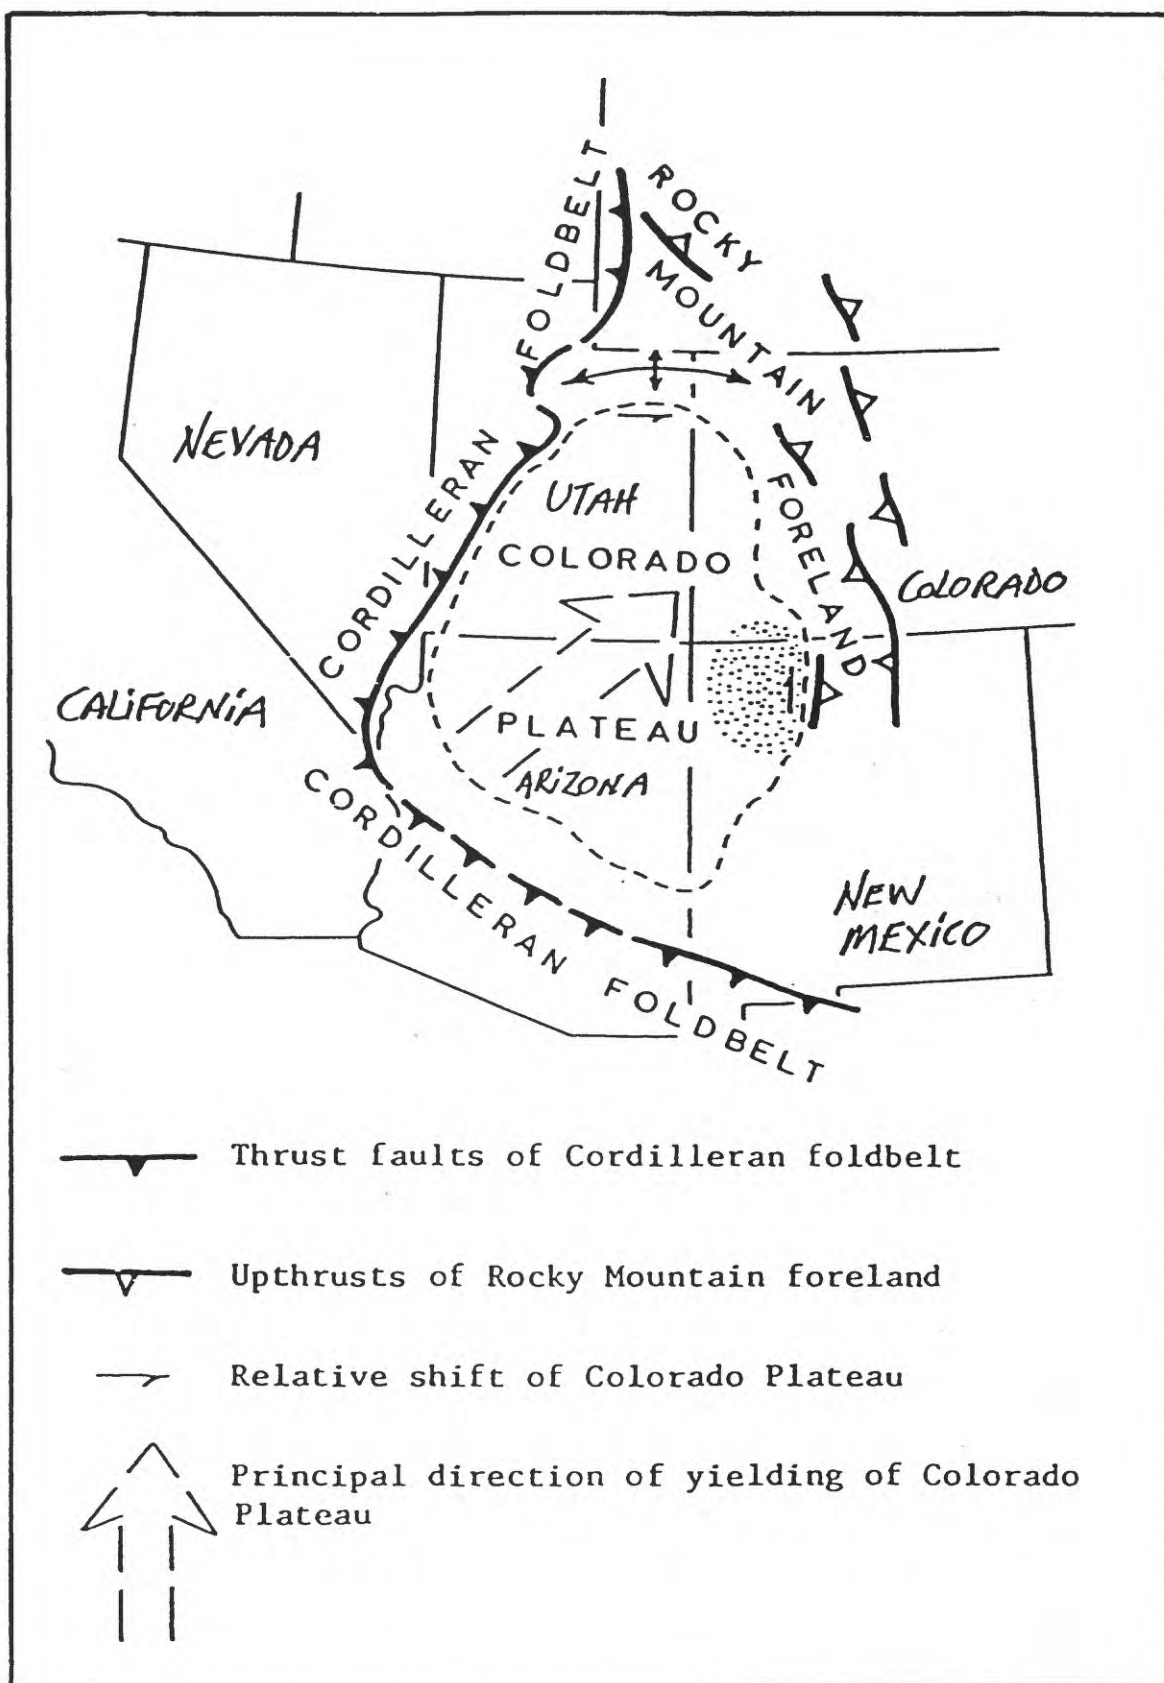 FOLDBELT
ROCKY
MOUNTAIN
FORELAND
CORDILLERAN
NEVADA
UTAH
COLORADO
PLATEAU
COLORADO
CALiFORNiA
ARiZONA
CORDILLERAN FOLDBELT
NEW
MEXiCO
Thrust faults of Cordilleran foldbelt
Upthrusts of Rocky Mountain foreland
Relative shift of Colorado Plateau
Principal direction of yielding of Colorado
Plateau